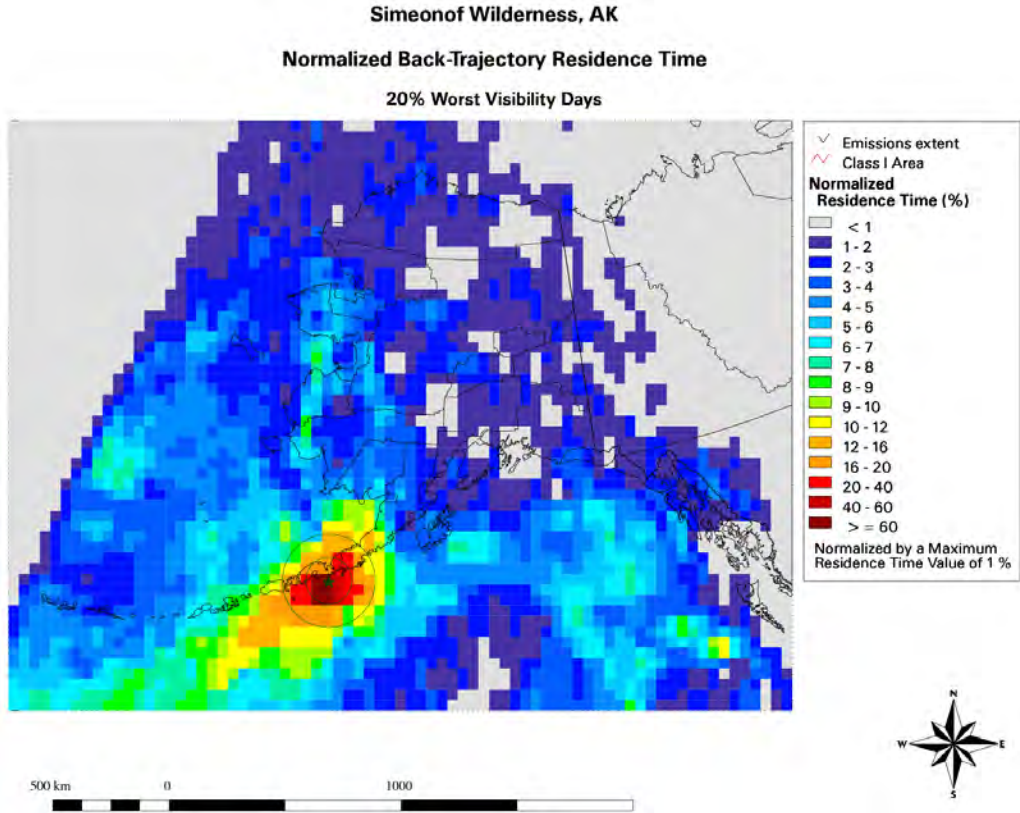 Simeonof Wilderness, AK
Normalized Back-Trajectory Residence Time
20% Worst Visibility Days
Emissions extent
Class I Area
Normalized
Residence Time (%)
< 1
1 - 2
2 - 3
3 - 4
4 - 5
5 - 6
6 - 7
7 - 8
8 - 9
9 - 10
10 - 12
12 - 16
16 - 20
20 - 40
40 - 60
> = 60
Normalized by a Maximum
Residence Time Value of 1 %
N
W E
S
500 km 0 1000